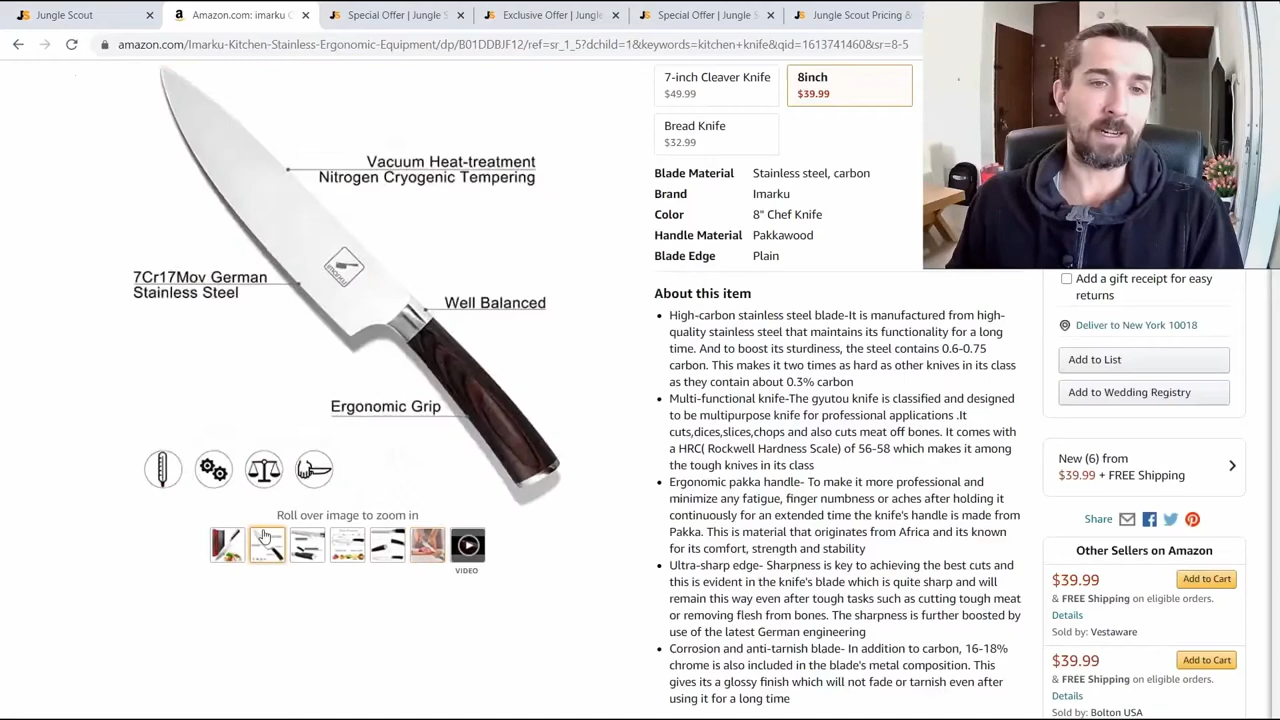 Jungle Scout
Amazon.com: imarku C
Special Offer | Jungle S
Exclusive Offer | Jungle
Special Offer | Jungle S
Jungle Scout Pricing &
amazon.com/Imarku-Kitchen-Stainless-Ergonomic-Equipment/dp/B01DDBJF12/ref=sr_1_5?dchild=1&keywords=kitchen+knife&qid=1613741460&sr=8-5
Vacuum Heat-treatment
Nitrogen Cryogenic Tempering
7Cr17Mov German
Stainless Steel
Well Balanced
Ergonomic Grip
Roll over image to zoom in
VIDEO
7-inch Cleaver Knife
$49.99
8inch
$39.99
Bread Knife
$32.99
Blade Material Stainless steel, carbon
Brand Imarku
Color 8" Chef Knife
Handle Material Pakkawood
Blade Edge Plain
About this item
• High-carbon stainless steel blade-It is manufactured from high-
quality stainless steel that maintains its functionality for a long
time. And to boost its sturdiness, the steel contains 0.6-0.75
carbon. This makes it two times as hard as other knives in its class
as they contain about 0.3% carbon
• Multi-functional knife-The gyutou knife is classified and designed
to be multipurpose knife for professional applications .It
cuts,dices,slices,chops and also cuts meat off bones. It comes with
a HRC( Rockwell Hardness Scale) of 56-58 which makes it among
the tough knives in its class
• Ergonomic pakka handle- To make it more professional and
minimize any fatigue, finger numbness or aches after holding it
continuously for an extended time the knife's handle is made from
Pakka. This is material that originates from Africa and its known
for its comfort, strength and stability
• Ultra-sharp edge- Sharpness is key to achieving the best cuts and
this is evident in the knife's blade which is quite sharp and will
remain this way even after tough tasks such as cutting tough meat
or removing flesh from bones. The sharpness is further boosted by
use of the latest German engineering
• Corrosion and anti-tarnish blade- In addition to carbon, 16-18%
chrome is also included in the blade's metal composition. This
gives its a glossy finish which will not fade or tarnish even after
using it for a long time
Add a gift receipt for easy
returns
Deliver to New York 10018
Add to List
Add to Wedding Registry
New (6) from
$39.99 + FREE Shipping
Share
Other Sellers on Amazon
$39.99
Add to Cart
& FREE Shipping on eligible orders.
Details
Sold by: Vestaware
$39.99
Add to Cart
& FREE Shipping on eligible orders.
Details
Sold by: Bolton USA